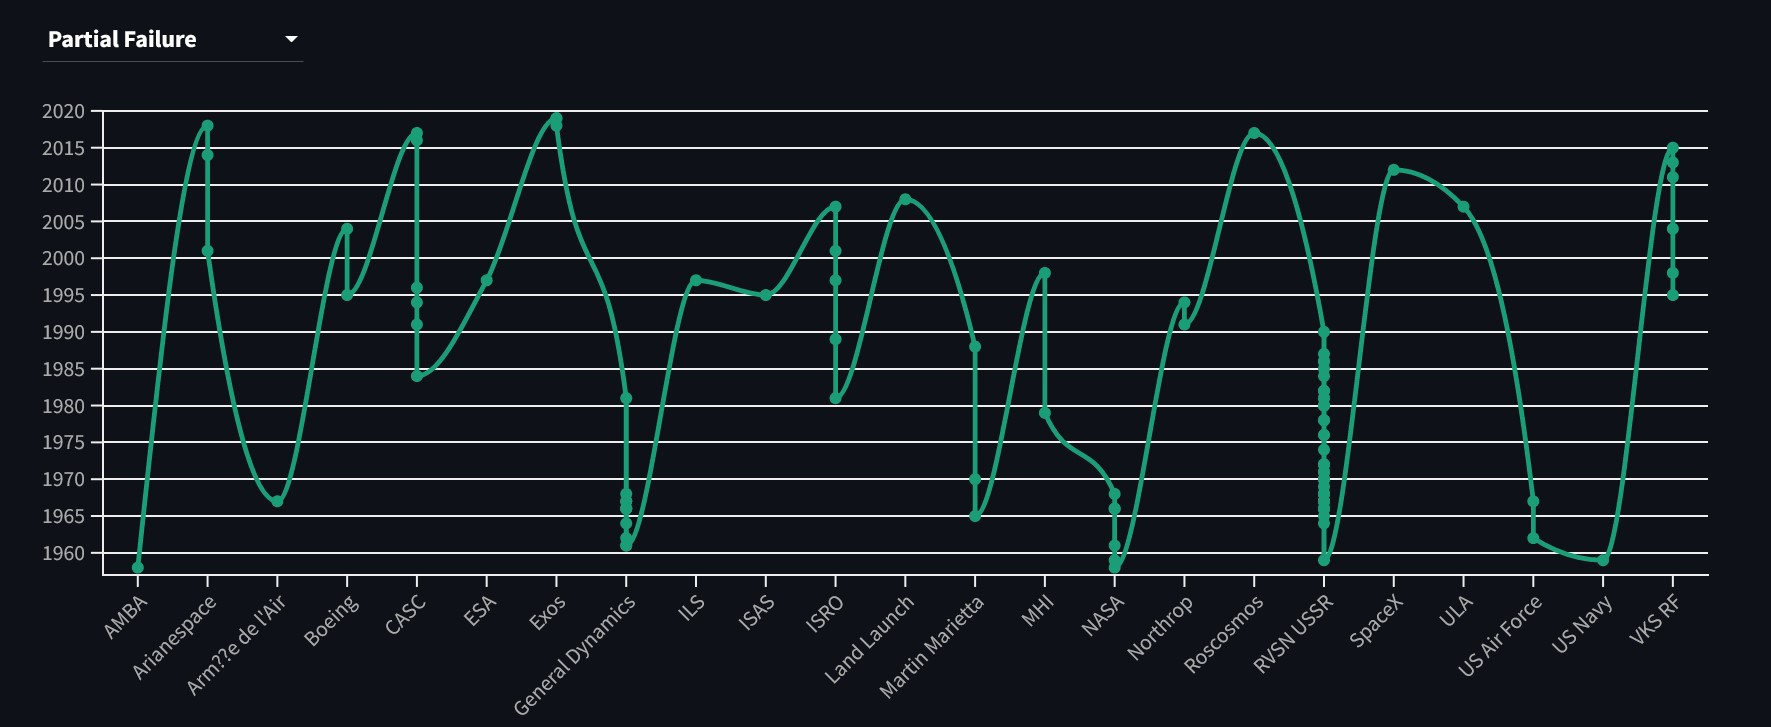 Partial Failure
2020
2015
2010
2005
2000
1995
1990
1985
1980
1975
1970
1965
1960
AMBA
Arianespace
Arm??e de l'Air
Boeing
CASC
ESA
Exos
General Dynamics
ILS
ISAS
ISRO
Land Launch
Martin Marietta
MHI
NASA
Northrop
Roscosmos
RVSN USSR
SpaceX
ULA
US Air Force
US Navy
VKS RF